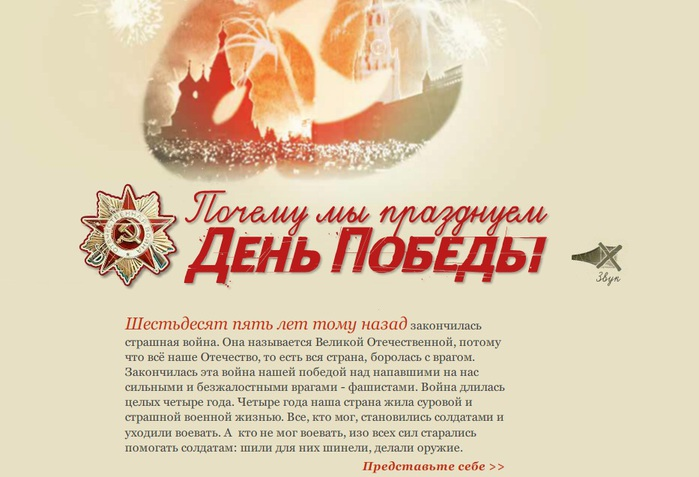 Почему мы празднуем
День Победы
Звук
Шестьдесят пять лет тому назад закончилась
страшная война. Она называется Великой Отечественной, потому
что всё наше Отечество, то есть вся страна, боролась с врагом.
Закончилась эта война нашей победой над напавшими на нас
сильными и безжалостными врагами - фашистами. Война длилась
целых четыре года. Четыре года наша страна жила суровой и
страшной военной жизнью. Все, кто мог, становились солдатами и
уходили воевать. А  кто не мог воевать, изо всех сил старались
помогать солдатам: шили для них шинели, делали оружие.
Представьте себе >>